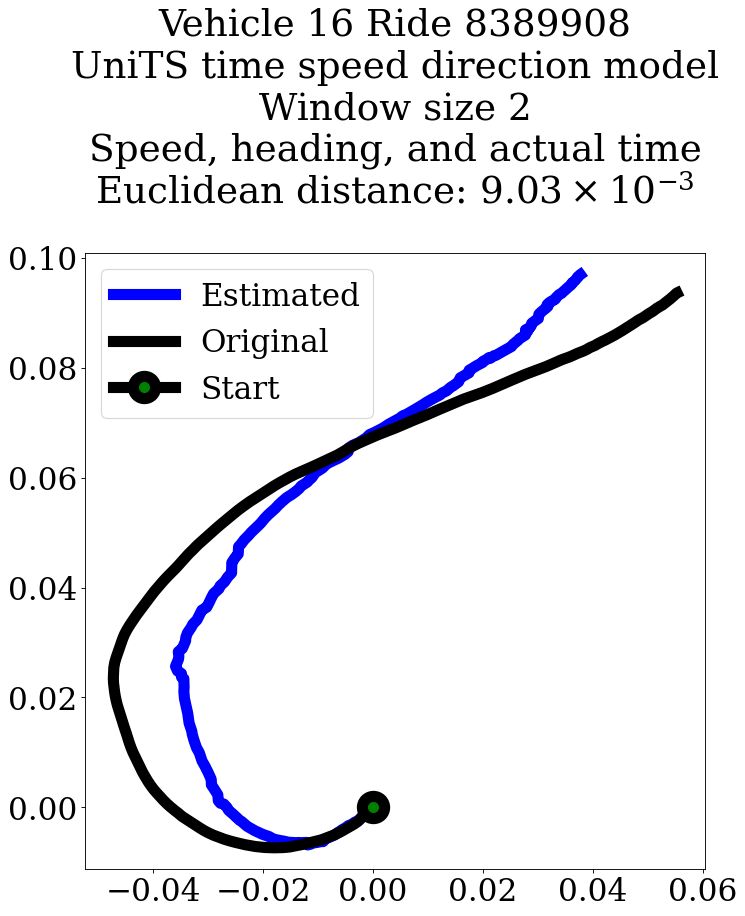 Vehicle 16 Ride 8389908
UniTS time speed direction model
Window size 2
Speed, heading, and actual time
Euclidean distance: 9.03 × 10⁻³
Estimated
Original
Start
0.10
0.08
0.06
0.04
0.02
0.00
−0.04 −0.02 0.00 0.02 0.04 0.06